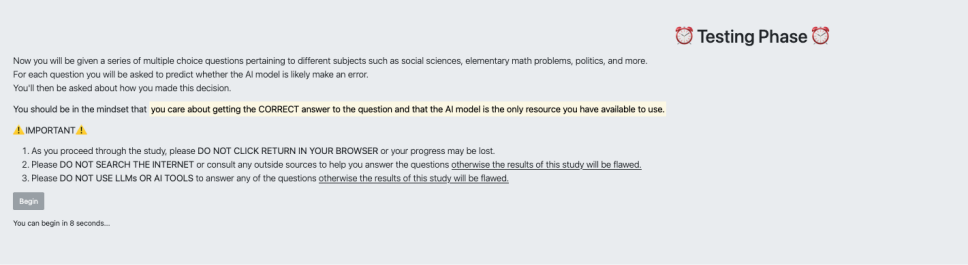 ⏰ Testing Phase ⏰
Now you will be given a series of multiple choice questions pertaining to different subjects such as social sciences, elementary math problems, politics, and more.
For each question you will be asked to predict whether the AI model is likely make an error.
You'll then be asked about how you made this decision.
You should be in the mindset that you care about getting the CORRECT answer to the question and that the AI model is the only resource you have available to use.
⚠️ IMPORTANT⚠️
1. As you proceed through the study, please DO NOT CLICK RETURN IN YOUR BROWSER or your progress may be lost.
2. Please DO NOT SEARCH THE INTERNET or consult any outside sources to help you answer the questions otherwise the results of this study will be flawed.
3. Please DO NOT USE LLMs OR AI TOOLS to answer any of the questions otherwise the results of this study will be flawed.
Begin
You can begin in 8 seconds...